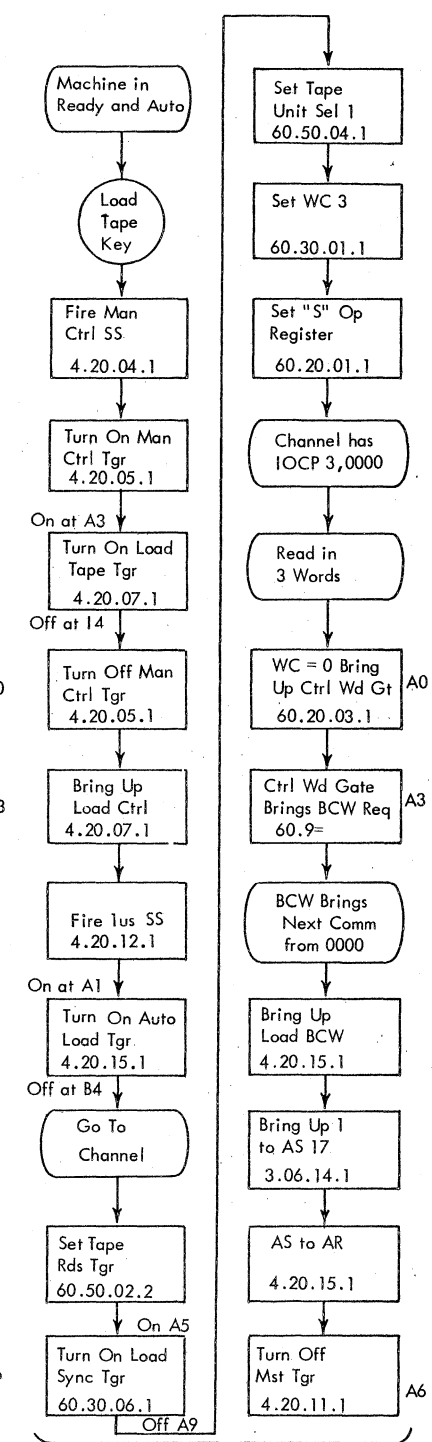 Machine in
Ready and Auto
Load
Tape
Key
Fire Man
Ctrl SS
4.20.04.1
Turn On Man
Ctrl Tgr
4.20.05.1
On at A3
Turn On Load
Tape Tgr
4.20.07.1
Off at I4
Turn Off Man
Ctrl Tgr
4.20.05.1
Bring Up
Load Ctrl
4.20.07.1
Fire 1us SS
4.20.12.1
On at A1
Turn On Auto
Load Tgr
4.20.15.1
Off at B4
Go To
Channel
Set Tape
Rds Tgr
60.50.02.2
On A5
Turn On Load
Sync Tgr
60.30.06.1
Off A9
Set Tape
Unit Sel 1
60.50.04.1
Set WC 3
60.30.01.1
Set "S" Op
Register
60.20.01.1
Channel has
IOCP 3,0000
Read in
3 Words
WC = 0 Bring
Up Ctrl Wd Gt
60.20.03.1
A0
Ctrl Wd Gate
Brings BCW Req
60.9=
A3
BCW Brings
Next Comm
from 0000
Bring Up
Load BCW
4.20.15.1
Bring Up 1
to AS 17
3.06.14.1
AS to AR
4.20.15.1
Turn Off
Mst Tgr
4.20.11.1
A6